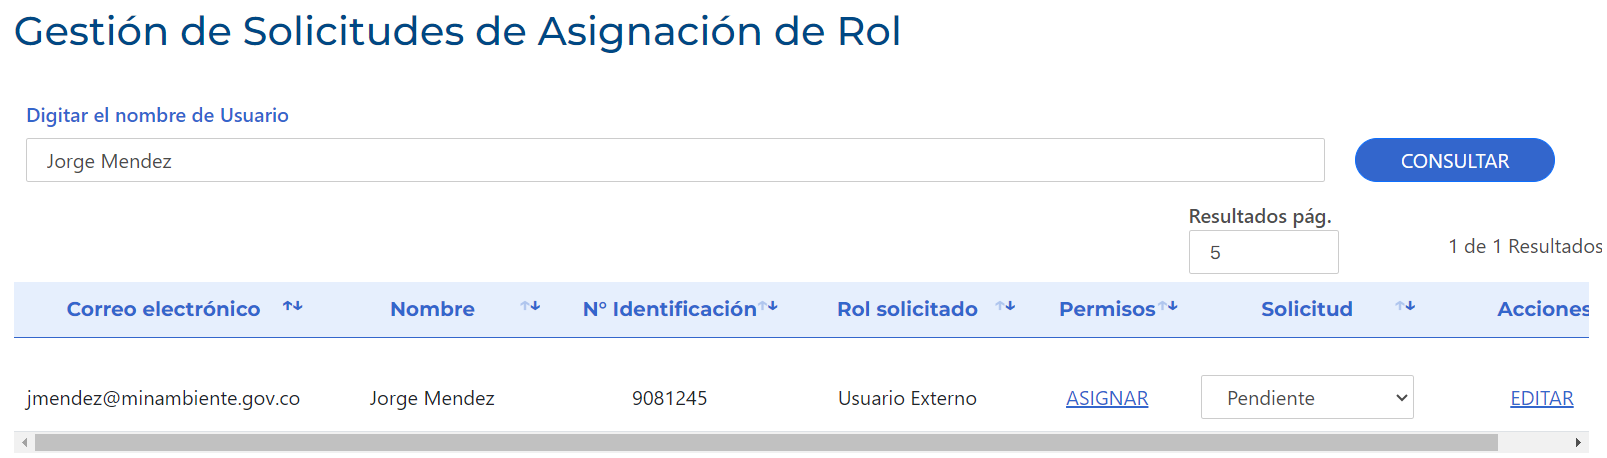 Gestión de Solicitudes de Asignación de Rol
Digitar el nombre de Usuario
Jorge Mendez
CONSULTAR
Resultados pág.
5
1 de 1 Resultados
Correo electrónico Nombre N° Identificación Rol solicitado Permisos Solicitud Acciones
jmendez@minambiente.gov.co Jorge Mendez 9081245 Usuario Externo ASIGNAR Pendiente EDITAR